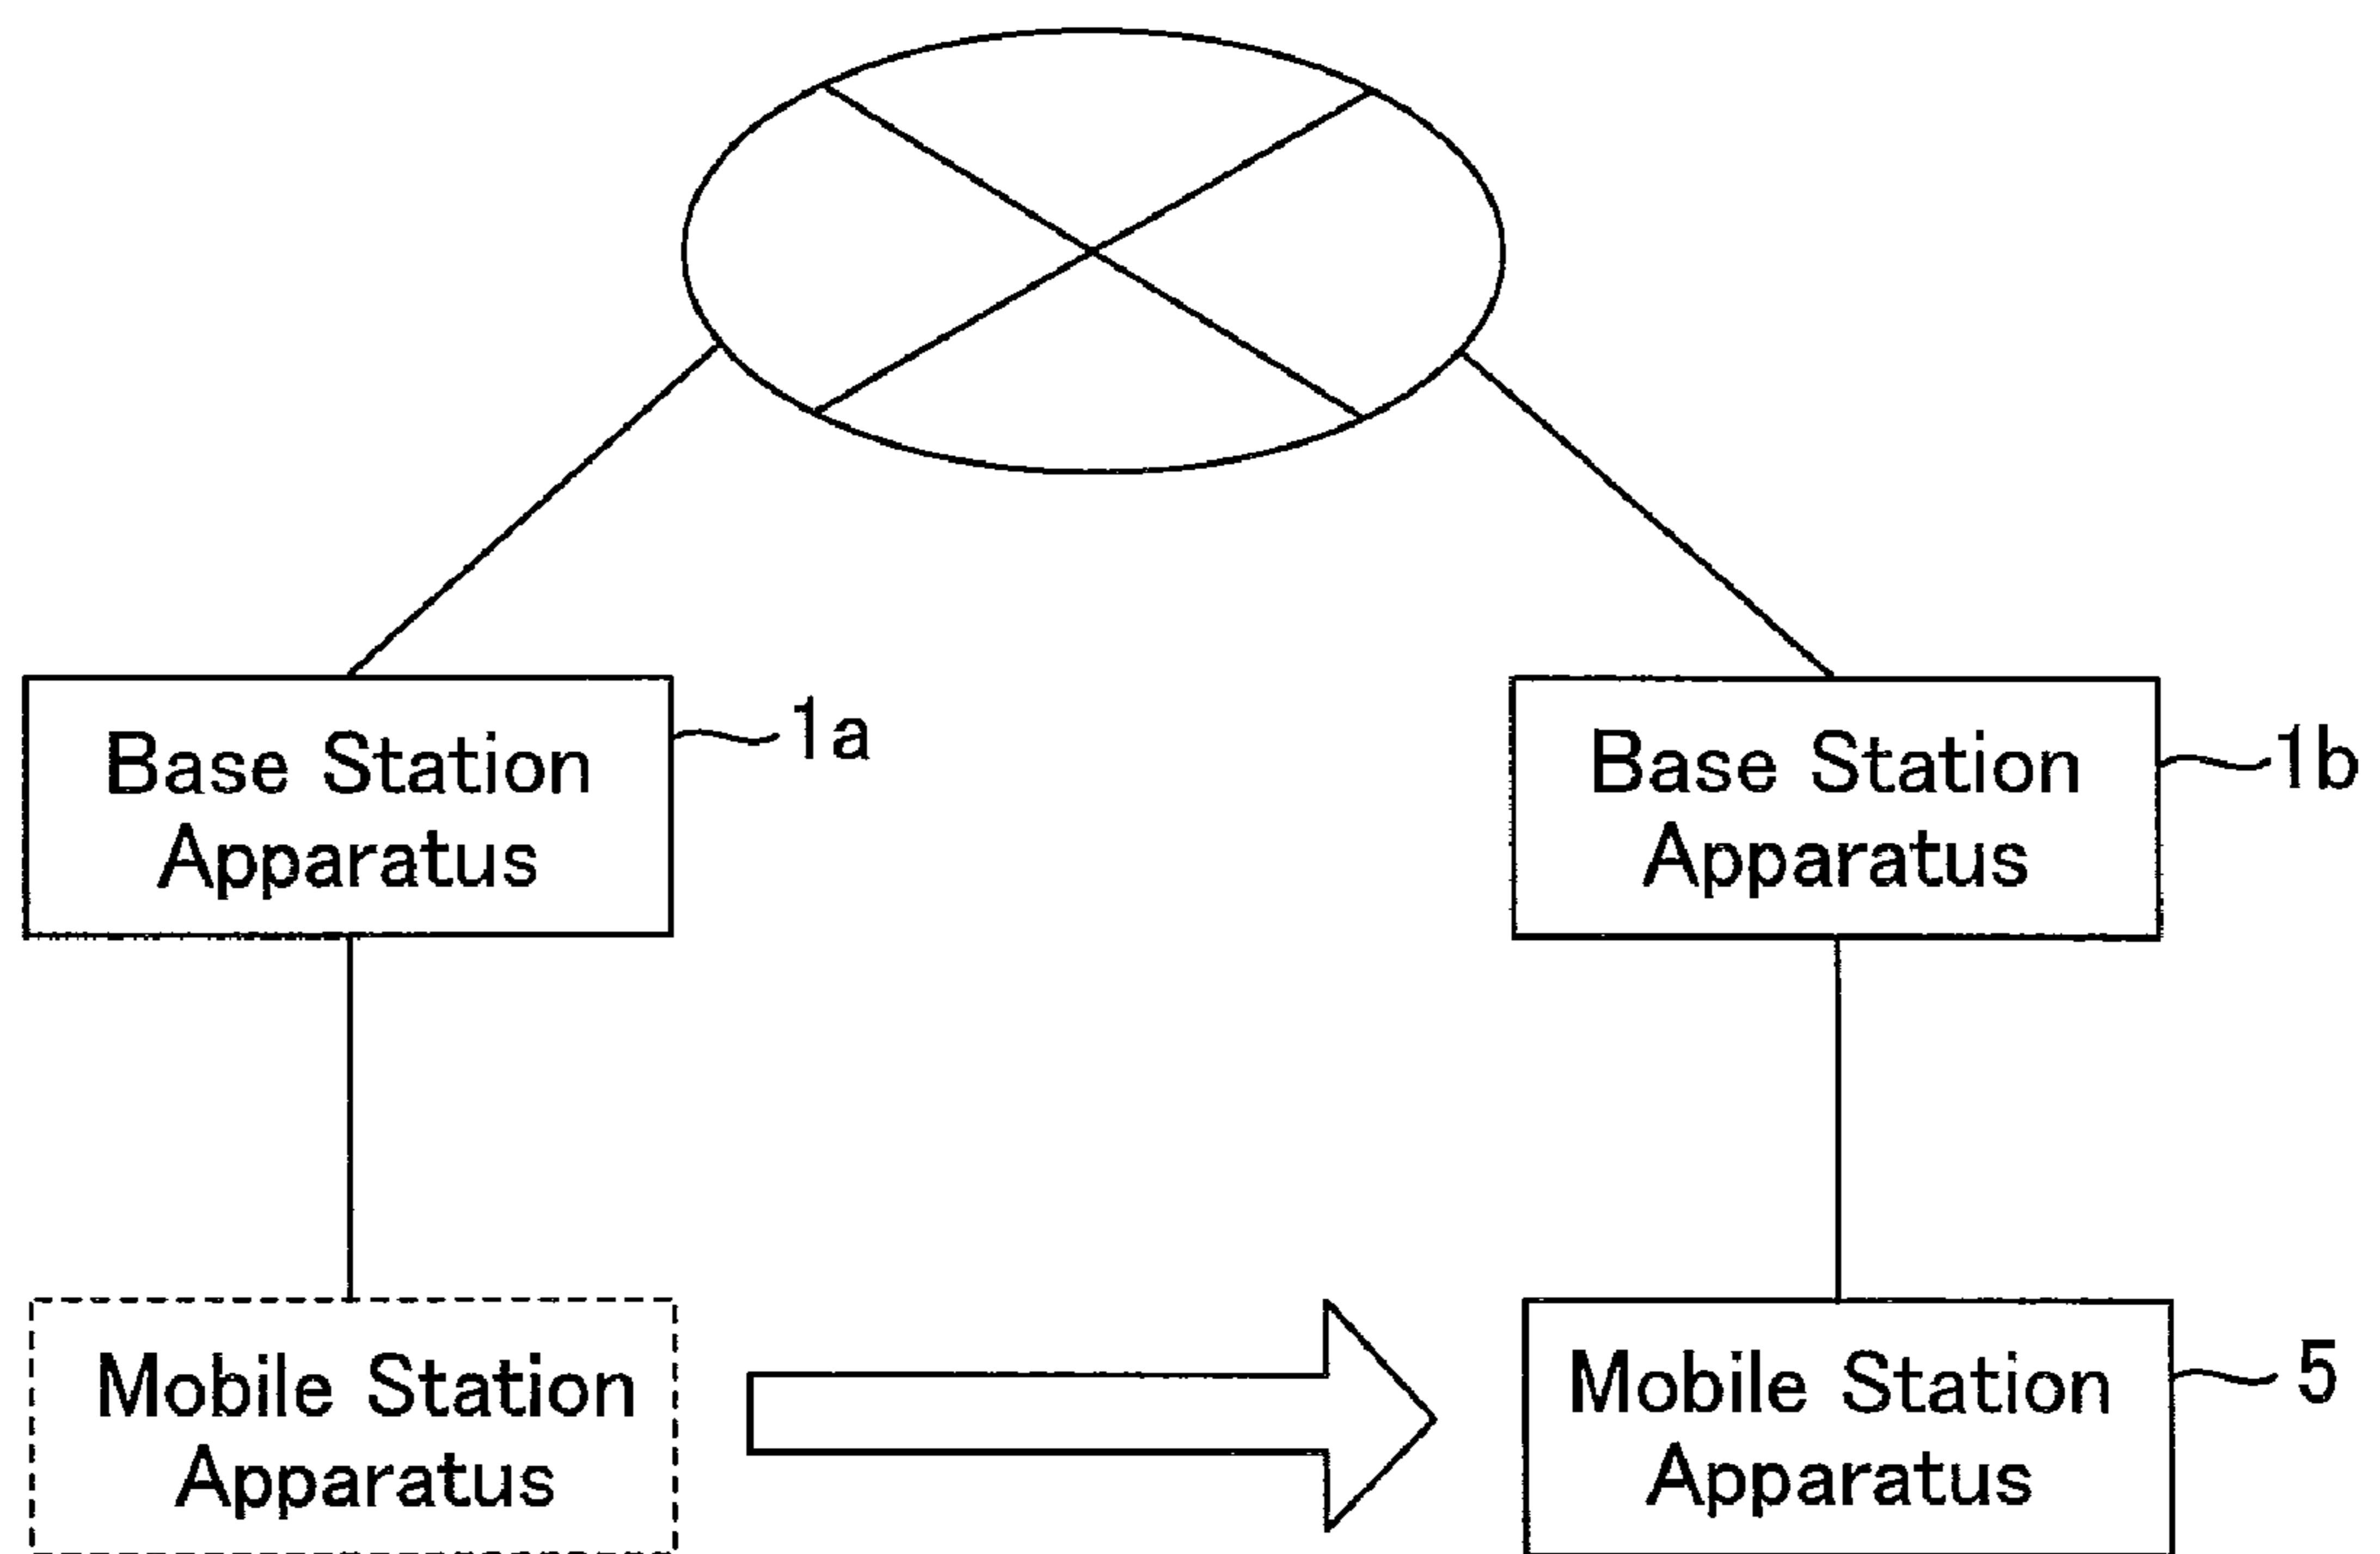 Base Station
Apparatus
1a
Base Station
Apparatus
1b
Mobile Station
Apparatus
Mobile Station
Apparatus
5